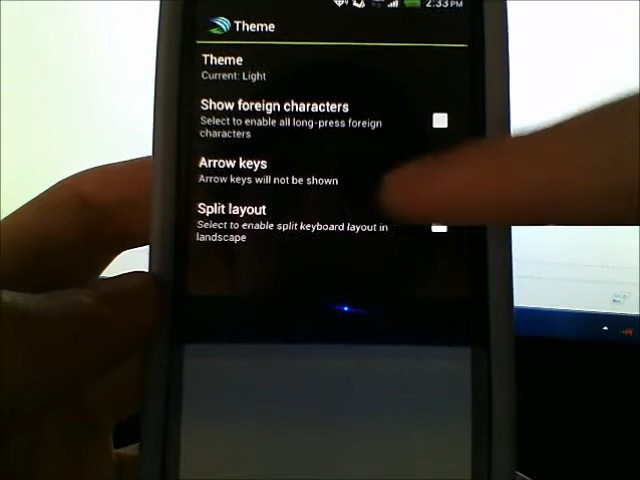 2:33 PM
Theme
Theme
Current: Light
Show foreign characters
Select to enable all long-press foreign
characters
Arrow keys
Arrow keys will not be shown
Split layout
Select to enable split keyboard layout in
landscape